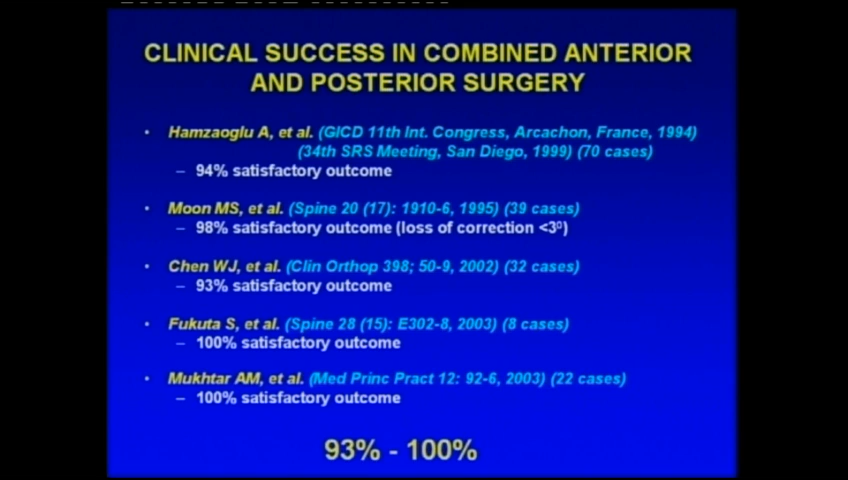 CLINICAL SUCCESS IN COMBINED ANTERIOR
AND POSTERIOR SURGERY
• Hamzaoglu A, et al. (GICD 11th Int. Congress, Arcachon, France, 1994)
(34th SRS Meeting, San Diego, 1999) (70 cases)
– 94% satisfactory outcome
• Moon MS, et al. (Spine 20 (17): 1910-6, 1995) (39 cases)
– 98% satisfactory outcome (loss of correction <3⁰)
• Chen WJ, et al. (Clin Orthop 398; 50-9, 2002) (32 cases)
– 93% satisfactory outcome
• Fukuta S, et al. (Spine 28 (15): E302-8, 2003) (8 cases)
– 100% satisfactory outcome
• Mukhtar AM, et al. (Med Princ Pract 12: 92-6, 2003) (22 cases)
– 100% satisfactory outcome
93% - 100%